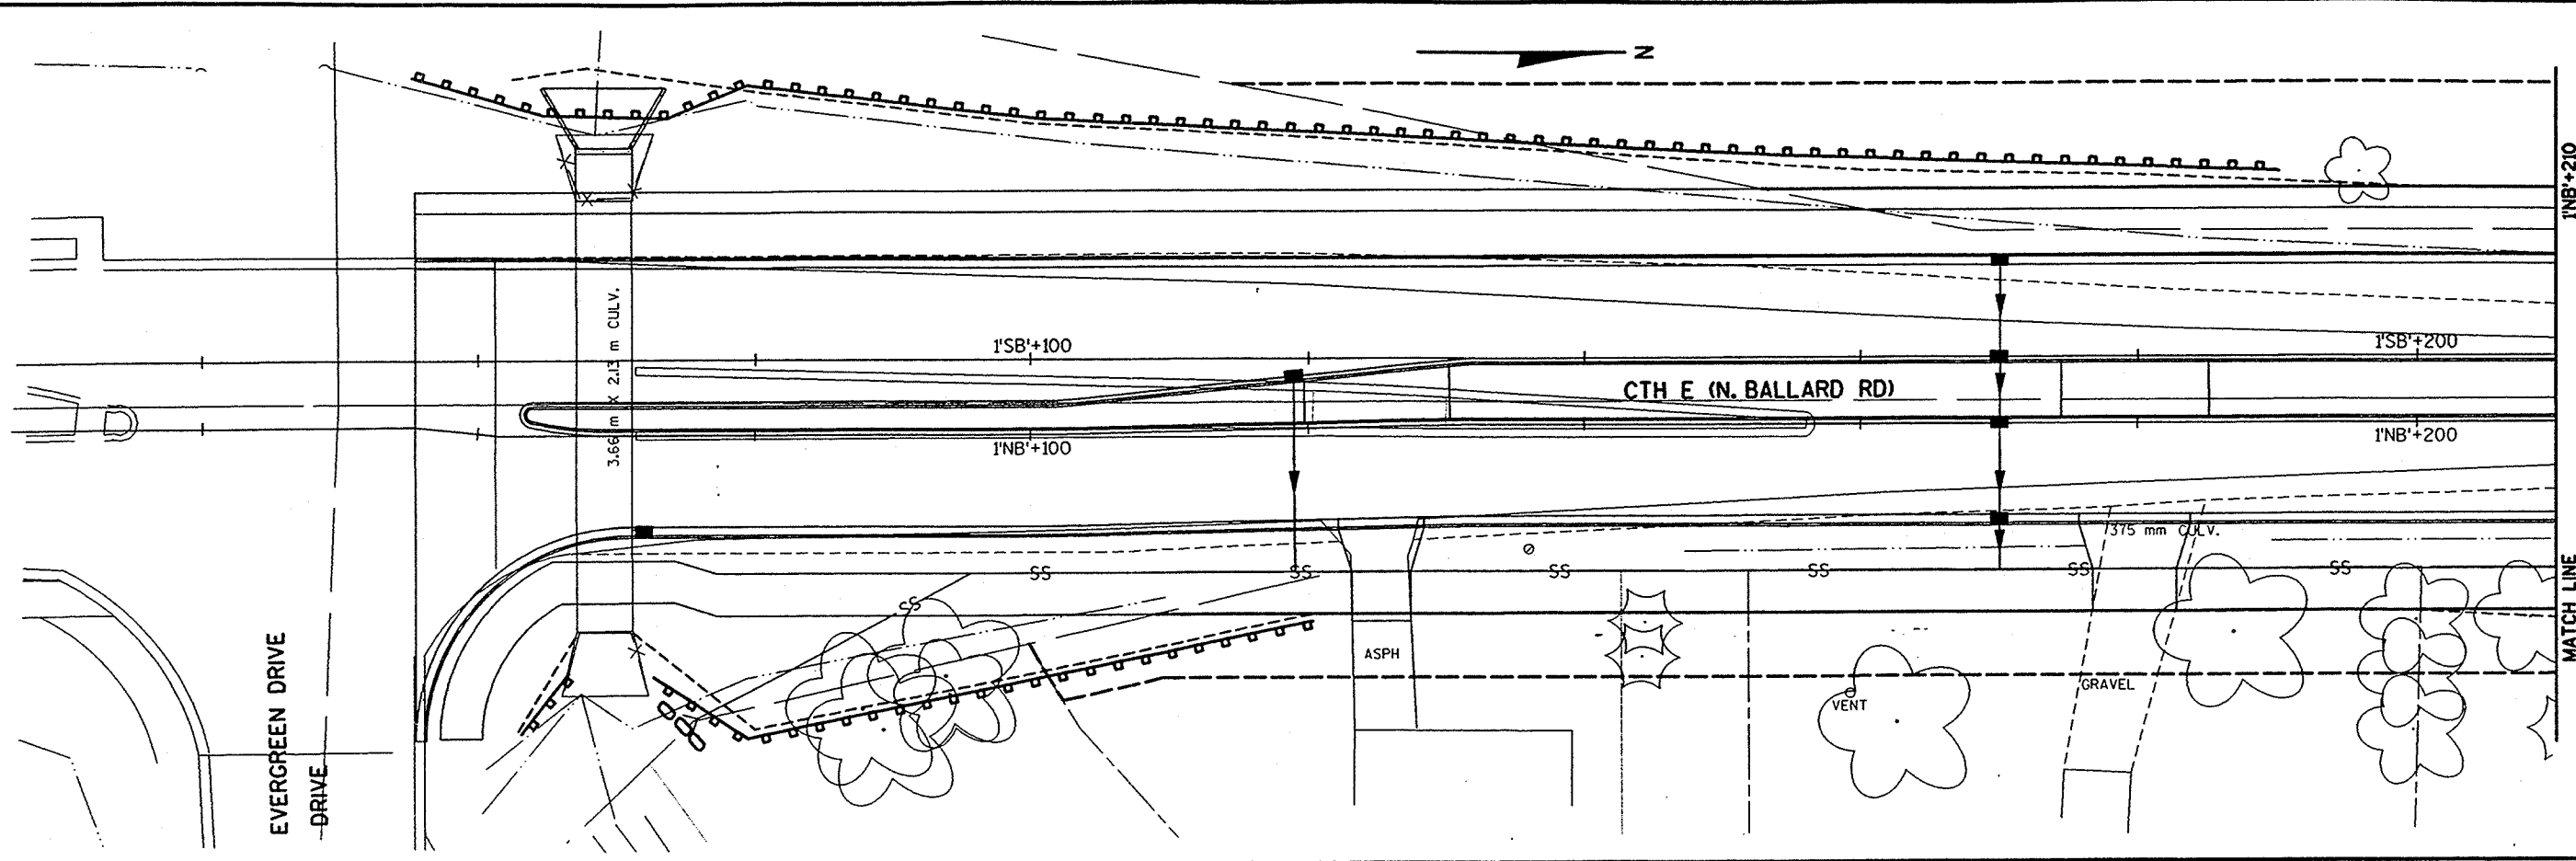 N
1'NB'+210
3.66 m X 2.13 m CULV.
1'SB'+100
1'SB'+200
CTH E (N. BALLARD RD)
1'NB'+100
1'NB'+200
375 mm CULV.
SS
SS
SS
SS
SS
SS
SS
MATCH LINE
EVERGREEN DRIVE
DRIVE
ASPH
GRAVEL
VENT